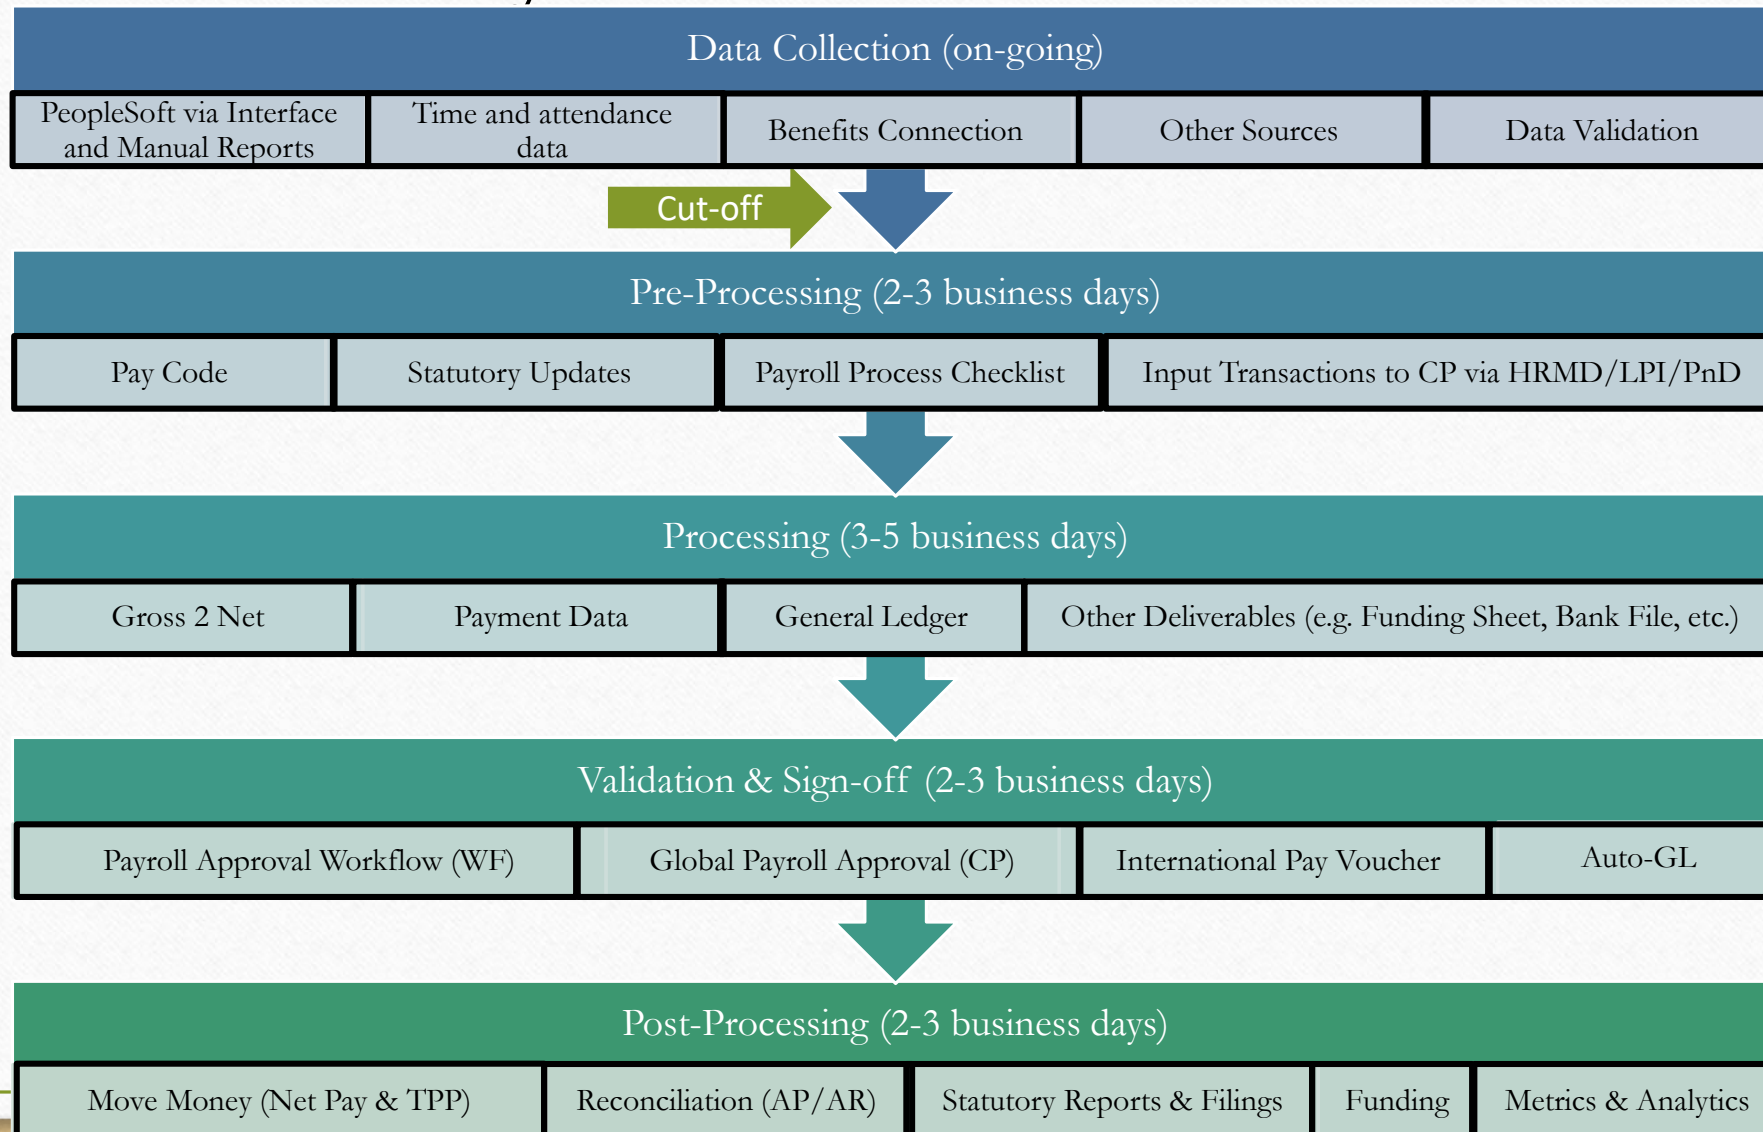 Data Collection (on-going)
PeopleSoft via Interface
and Manual Reports
Time and attendance
data
Benefits Connection
Other Sources
Data Validation
Cut-off
Pre-Processing (2-3 business days)
Pay Code
Statutory Updates
Payroll Process Checklist
Input Transactions to CP via HRMD/LPI/PnD
Processing (3-5 business days)
Gross 2 Net
Payment Data
General Ledger
Other Deliverables (e.g. Funding Sheet, Bank File, etc.)
Validation & Sign-off (2-3 business days)
Payroll Approval Workflow (WF)
Global Payroll Approval (CP)
International Pay Voucher
Auto-GL
Post-Processing (2-3 business days)
Move Money (Net Pay & TPP)
Reconciliation (AP/AR)
Statutory Reports & Filings
Funding
Metrics & Analytics